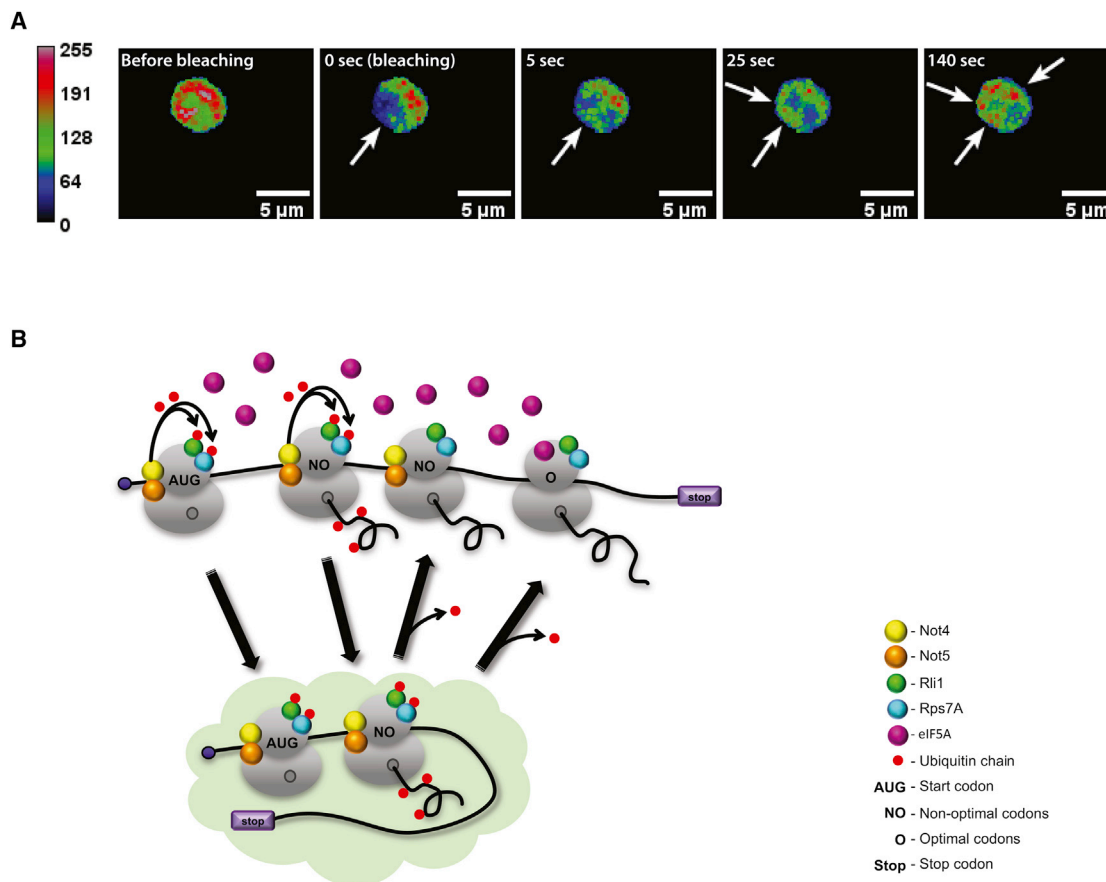 A
255
191
128
64
0
Before bleaching
5 µm
0 sec (bleaching)
5 µm
5 sec
5 µm
25 sec
5 µm
140 sec
5 µm
B
AUG
NO
NO
O
stop
AUG
NO
stop
- Not4
- Not5
- Rli1
- Rps7A
- eIF5A
- Ubiquitin chain
AUG - Start codon
NO - Non-optimal codons
O - Optimal codons
Stop - Stop codon